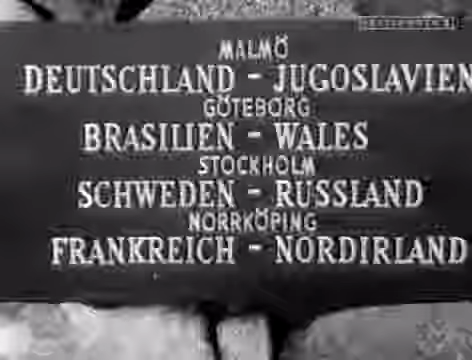 MALMÖ
DEUTSCHLAND - JUGOSLAVIEN
GÖTEBORG
BRASILIEN - WALES
STOCKHOLM
SCHWEDEN - RUSSLAND
NORRKÖPING
FRANKREICH - NORDIRLAND